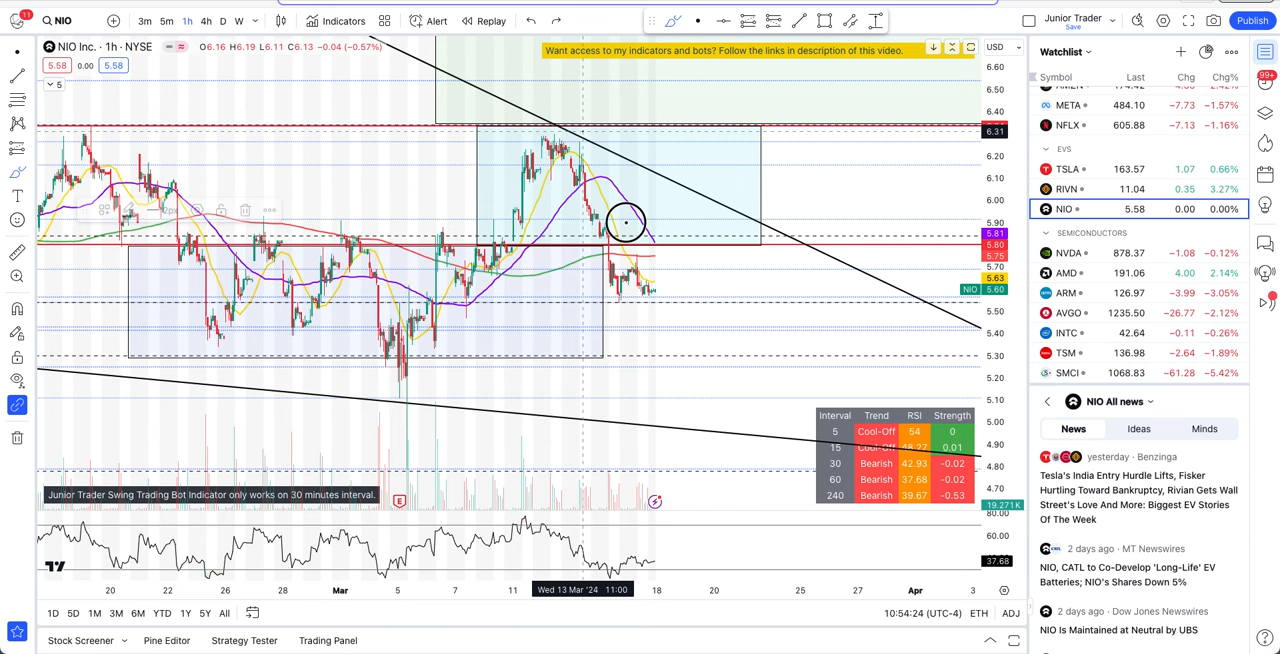 11
NIO
3m 5m 1h 4h D W
Indicators
Alert
Replay
Junior Trader
Save
Publish
NIO Inc. · 1h · NYSE
O6.16 H6.19 L6.11 C6.13 −0.04 (−0.57%)
5.58 0.00 5.58
5
Want access to my indicators and bots? Follow the links in description of this video.
USD
6.60
6.50
6.40
6.31
6.20
6.10
6.00
5.90
5.81
5.80
5.75
5.70
5.63
NIO 5.60
5.50
5.40
5.30
5.20
5.10
5.00
4.90
4.80
4.70
19.271K
80.00
60.00
37.68
Interval Trend RSI Strength
5 Cool-Off 54 0
15 Cool-Off 48.27 0.01
30 Bearish 42.93 -0.02
60 Bearish 37.68 -0.02
240 Bearish 39.67 -0.53
Junior Trader Swing Trading Bot Indicator only works on 30 minutes interval.
E
20 22 26 28 Mar 5 7 11 Wed 13 Mar '24 11:00 18 20 22 25 27 Apr 3
1D 5D 1M 3M 6M YTD 1Y 5Y All
10:54:24 (UTC-4) ETH ADJ
Stock Screener Pine Editor Strategy Tester Trading Panel
Watchlist
Symbol Last Chg Chg%
META 484.10 −7.73 −1.57%
NFLX 605.88 −7.13 −1.16%
EVS
TSLA 163.57 1.07 0.66%
RIVN 11.04 0.35 3.27%
NIO 5.58 0.00 0.00%
SEMICONDUCTORS
NVDA 878.37 −1.08 −0.12%
AMD 191.06 4.00 2.14%
ARM 126.97 −3.99 −3.05%
AVGO 1235.50 −26.77 −2.12%
INTC 42.64 −0.11 −0.26%
TSM 136.98 −2.64 −1.89%
SMCI 1068.83 −61.28 −5.42%
NIO All news
News Ideas Minds
yesterday · Benzinga
Tesla's India Entry Hurdle Lifts, Fisker
Hurtling Toward Bankruptcy, Rivian Gets Wall
Street's Love And More: Biggest EV Stories
Of The Week
2 days ago · MT Newswires
NIO, CATL to Co-Develop 'Long-Life' EV
Batteries; NIO's Shares Down 5%
2 days ago · Dow Jones Newswires
NIO Is Maintained at Neutral by UBS
99+